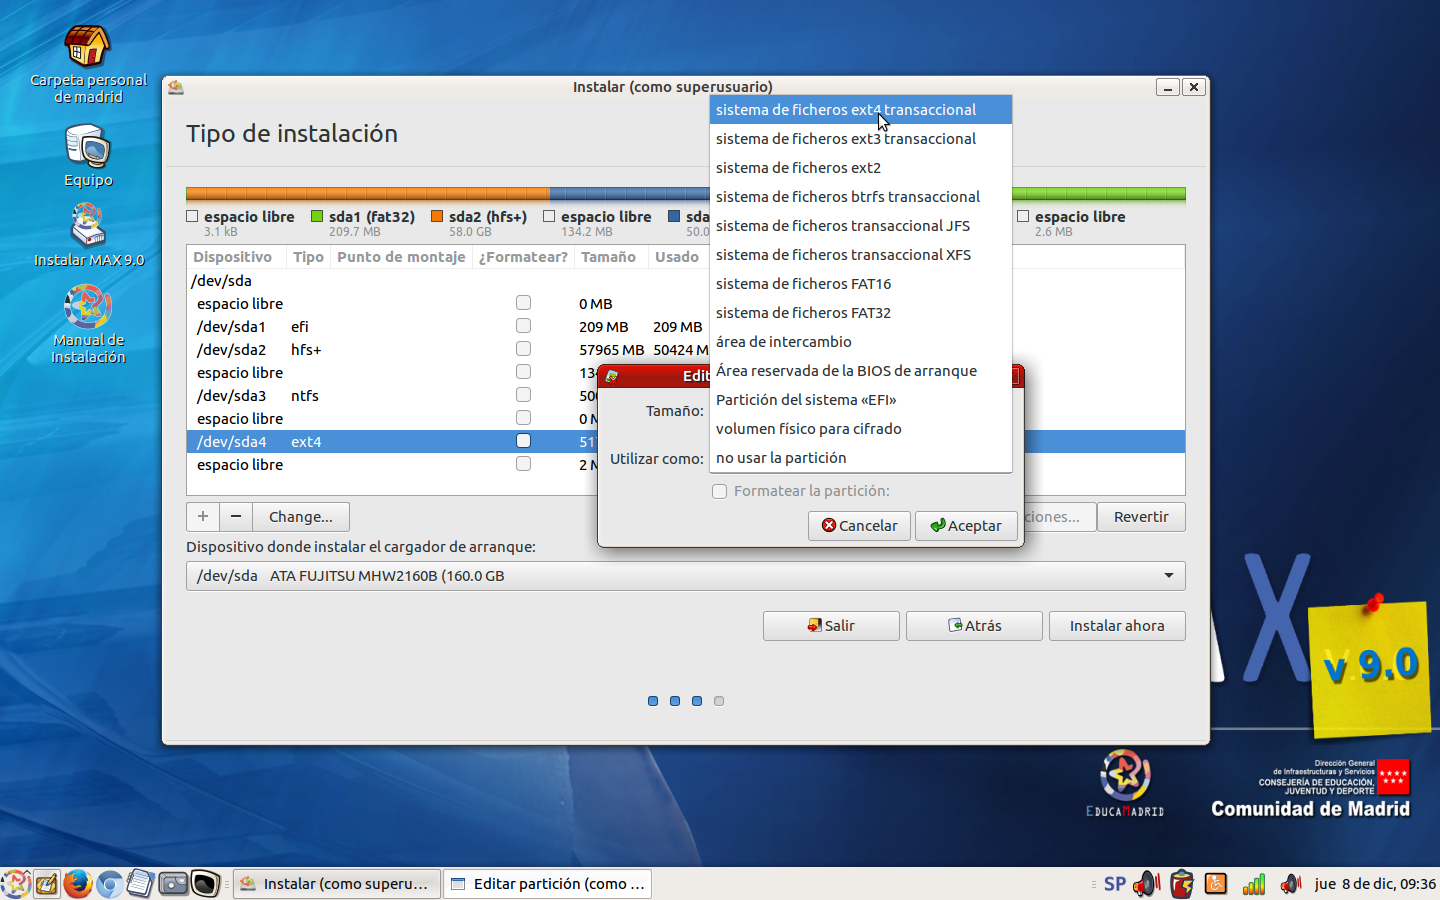 Carpeta personal
de madrid
Equipo
Instalar MAX 9.0
Manual de
Instalación
Instalar (como superusuario)
Tipo de instalación
espacio libre
3.1 kB
sda1 (fat32)
209.7 MB
sda2 (hfs+)
58.0 GB
espacio libre
134.2 MB
sda
50.0
espacio libre
2.6 MB
Dispositivo Tipo Punto de montaje ¿Formatear? Tamaño Usado
/dev/sda
espacio libre 0 MB
/dev/sda1 efi 209 MB 209 MB
/dev/sda2 hfs+ 57965 MB 50424 M
espacio libre 13
/dev/sda3 ntfs 50
espacio libre 0 M
/dev/sda4 ext4 51
espacio libre 2 M
sistema de ficheros ext4 transaccional
sistema de ficheros ext3 transaccional
sistema de ficheros ext2
sistema de ficheros btrfs transaccional
sistema de ficheros transaccional JFS
sistema de ficheros transaccional XFS
sistema de ficheros FAT16
sistema de ficheros FAT32
área de intercambio
Área reservada de la BIOS de arranque
Partición del sistema «EFI»
volumen físico para cifrado
no usar la partición
Edit
Tamaño:
Utilizar como:
Formatear la partición:
Cancelar Aceptar
+ − Change... ciones... Revertir
Dispositivo donde instalar el cargador de arranque:
/dev/sda ATA FUJITSU MHW2160B (160.0 GB
Salir Atrás Instalar ahora
X
v.9.0
EDUCAMADRID
Dirección General
de Infraestructuras y Servicios
CONSEJERÍA DE EDUCACIÓN,
JUVENTUD Y DEPORTE
Comunidad de Madrid
Instalar (como superu... Editar partición (como ... SP jue 8 de dic, 09:36